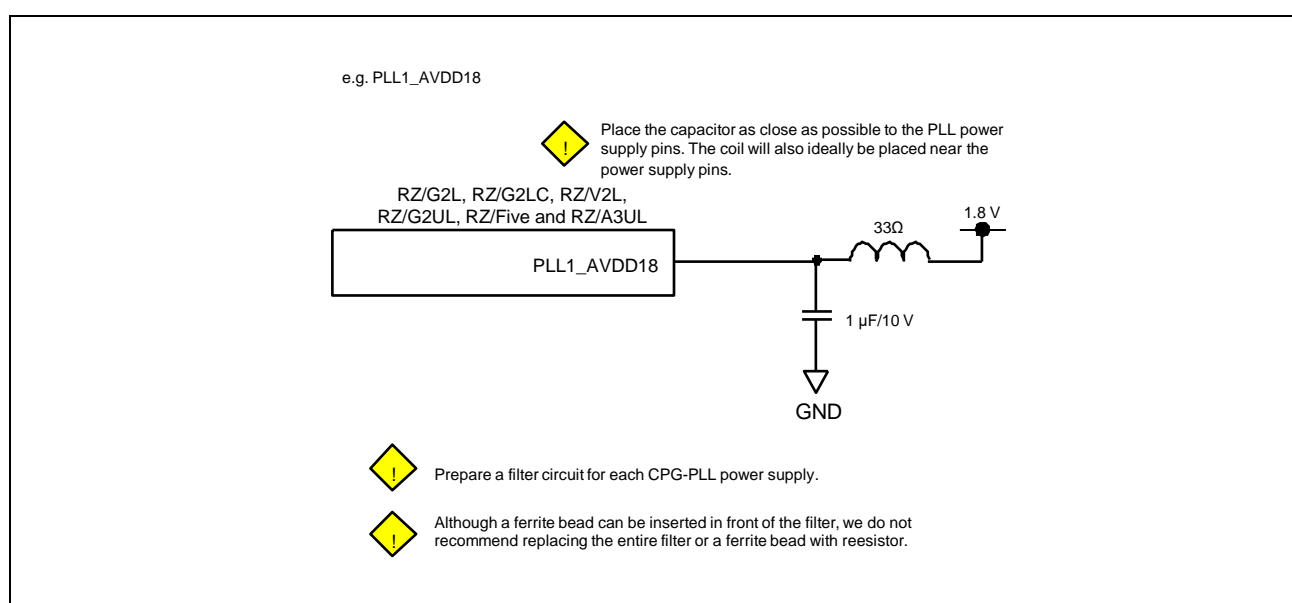 e.g. PLL1_AVDD18
!
Place the capacitor as close as possible to the PLL power
supply pins. The coil will also ideally be placed near the
power supply pins.
RZ/G2L, RZ/G2LC, RZ/V2L,
RZ/G2UL, RZ/Five and RZ/A3UL
PLL1_AVDD18
33Ω
1.8 V
1 µF/10 V
GND
!
Prepare a filter circuit for each CPG-PLL power supply.
!
Although a ferrite bead can be inserted in front of the filter, we do not
recommend replacing the entire filter or a ferrite bead with reesistor.